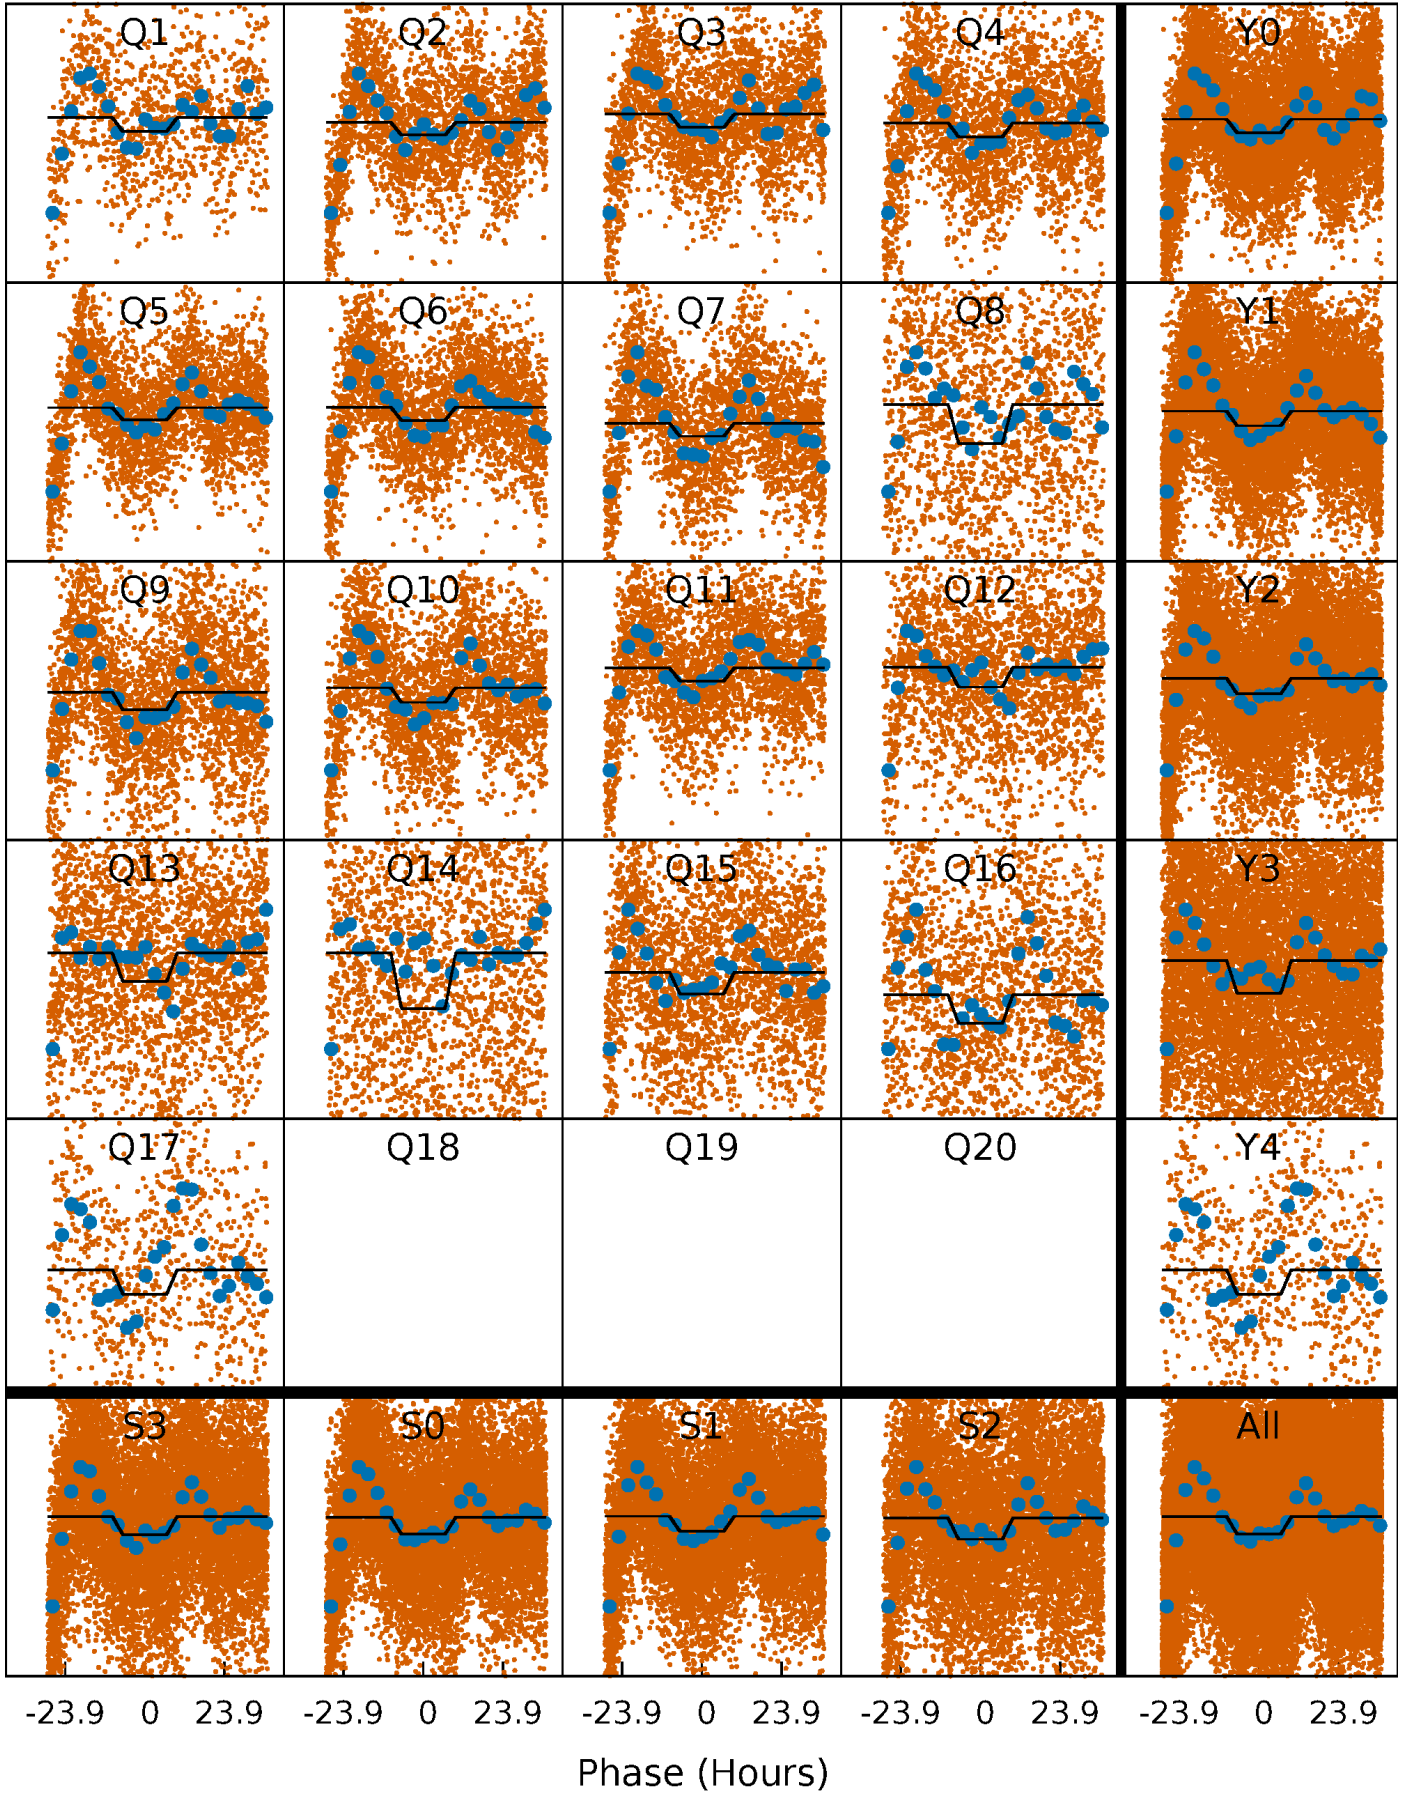 Q1 Q2 Q3 Q4 Y0
Q5 Q6 Q7 Q8 Y1
Q9 Q10 Q11 Q12 Y2
Q13 Q14 Q15 Q16 Y3
Q17 Q18 Q19 Q20 Y4
S3 S0 S1 S2 All
-23.9 0 23.9 -23.9 0 23.9 -23.9 0 23.9 -23.9 0 23.9 -23.9 0 23.9
Phase (Hours)